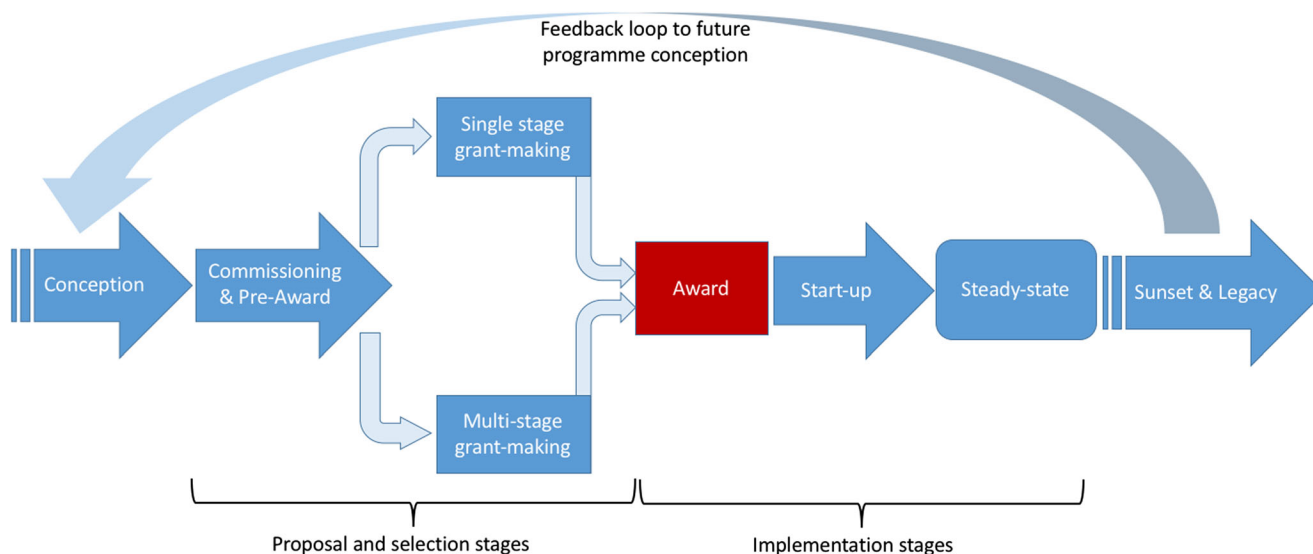 Feedback loop to future
programme conception
Single stage
grant-making
Conception
Commissioning
& Pre-Award
Award
Start-up
Steady-state
Sunset & Legacy
Multi-stage
grant-making
Proposal and selection stages
Implementation stages